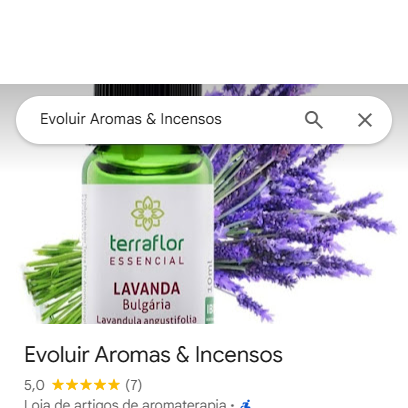 Evoluir Aromas & Incensos
terraflor
ESSENCIAL
LAVANDA
Bulgária
Lavandula angustifolia
10ml
Evoluir Aromas & Incensos
5,0 (7)
Loja de artigos de aromaterapia ·